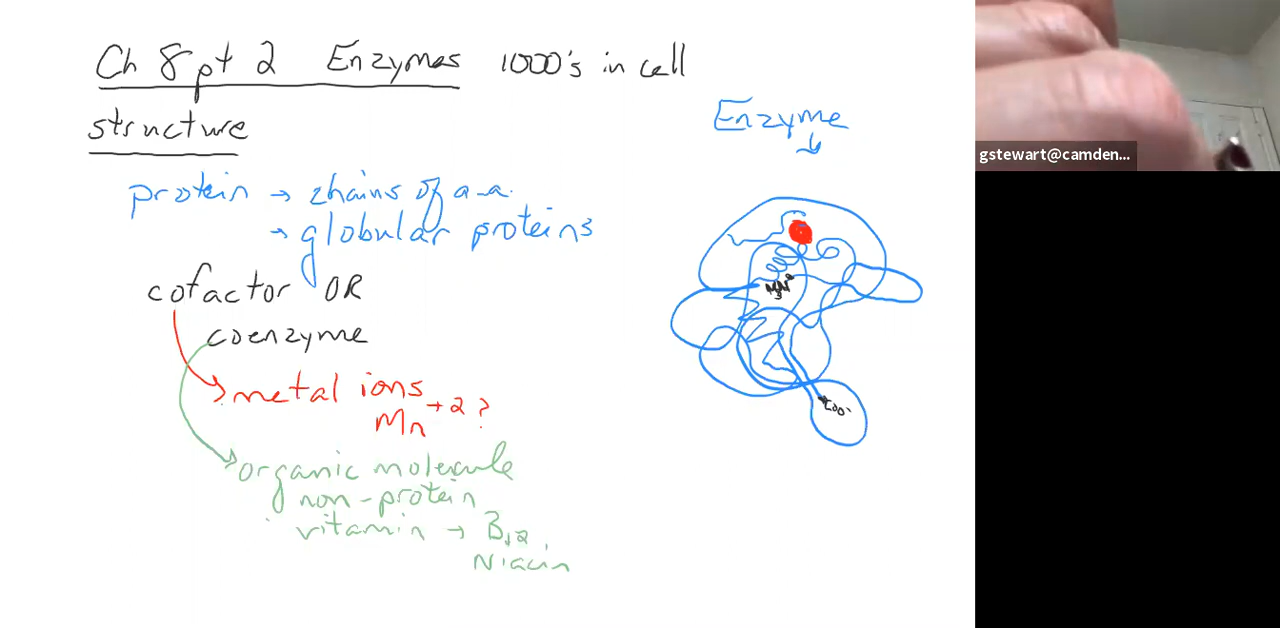 Ch 8 pt 2 Enzymes 1000's in cell
structure
protein → chains of a.a.
→ globular proteins
cofactor OR
coenzyme
metal ions
Mn+2 ?
organic molecule
non-protein
vitamin → B12
Niacin
Enzyme
COO-
gstewart@camden...